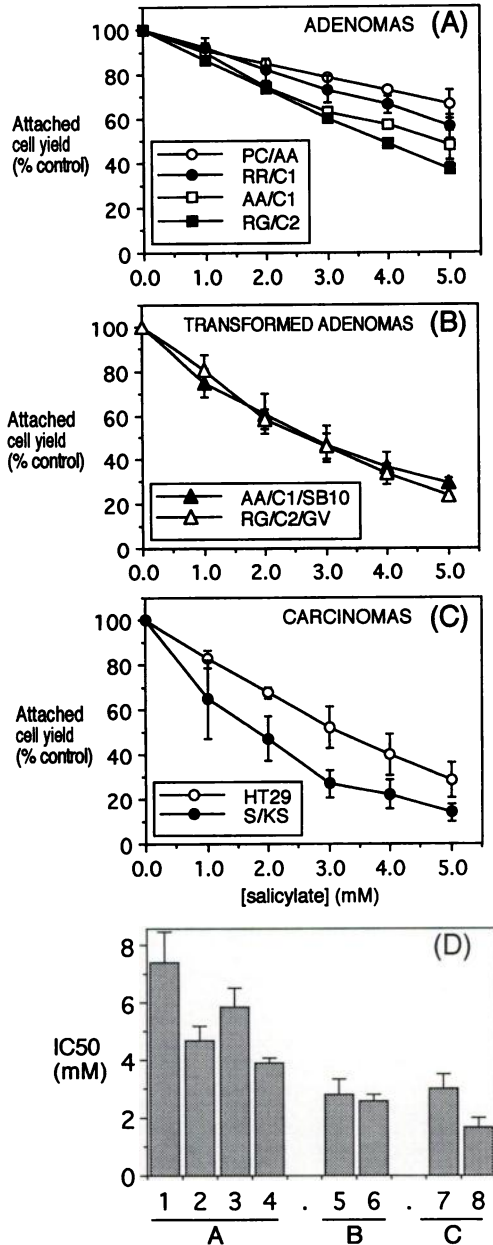 ADENOMAS (A)
100
80
60
40
20
0
Attached
cell yield
(% control)
PC/AA
RR/C1
AA/C1
RG/C2
0.0 1.0 2.0 3.0 4.0 5.0
TRANSFORMED ADENOMAS (B)
100
80
60
40
20
0
Attached
cell yield
(% control)
AA/C1/SB10
RG/C2/GV
0.0 1.0 2.0 3.0 4.0 5.0
CARCINOMAS (C)
100
80
60
40
20
0
Attached
cell yield
(% control)
HT29
S/KS
0.0 1.0 2.0 3.0 4.0 5.0
[salicylate] (mM)
(D)
8
6
4
2
0
IC50
(mM)
1 2 3 4 . 5 6 . 7 8
A B C